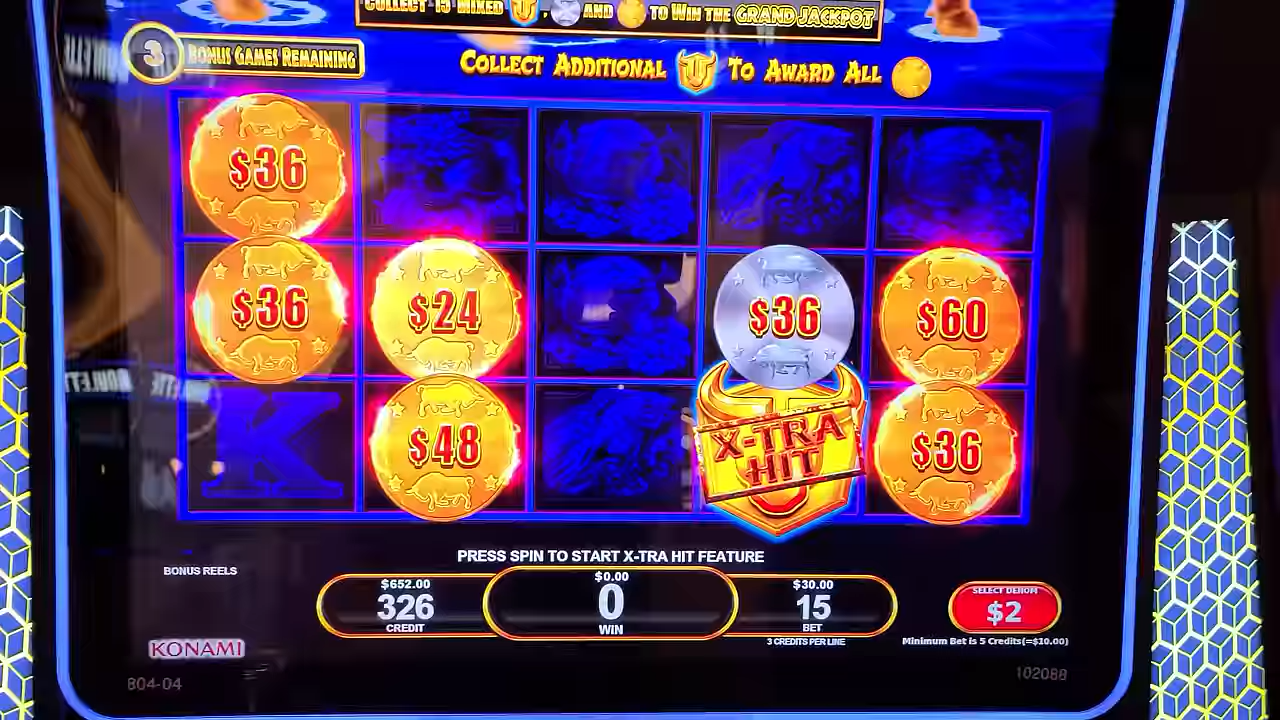 COLLECT 15 MIXED , AND TO WIN THE GRAND JACKPOT
3 BONUS GAMES REMAINING
COLLECT ADDITIONAL TO AWARD ALL
$36
$36 $24 $36 $60
K $48 X-TRA HIT $36
PRESS SPIN TO START X-TRA HIT FEATURE
BONUS REELS
$652.00 $0.00 $30.00 SELECT DENOM
326 0 15 $2
CREDIT WIN BET
3 CREDITS PER LINE Minimum Bet is 5 Credits(=$10.00)
KONAMI
804-04 102088